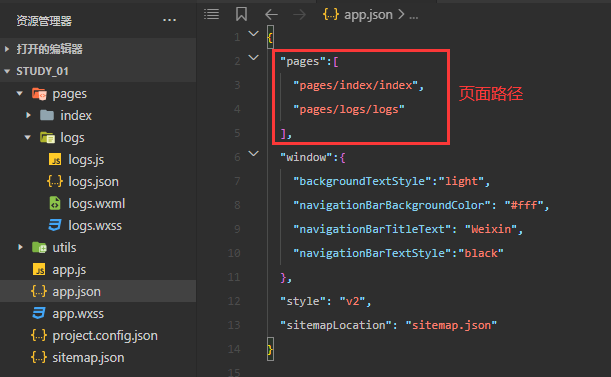 资源管理器
打开的编辑器
STUDY_01
pages
index
logs
logs.js
logs.json
logs.wxml
logs.wxss
utils
app.js
app.json
app.wxss
project.config.json
sitemap.json
app.json > ...
1 {
2 "pages":[
3 "pages/index/index",
4 "pages/logs/logs"
5 ],
页面路径
6 "window":{
7 "backgroundTextStyle":"light",
8 "navigationBarBackgroundColor": "#fff",
9 "navigationBarTitleText": "Weixin",
10 "navigationBarTextStyle":"black"
11 },
12 "style": "v2",
13 "sitemapLocation": "sitemap.json"
14 }
15